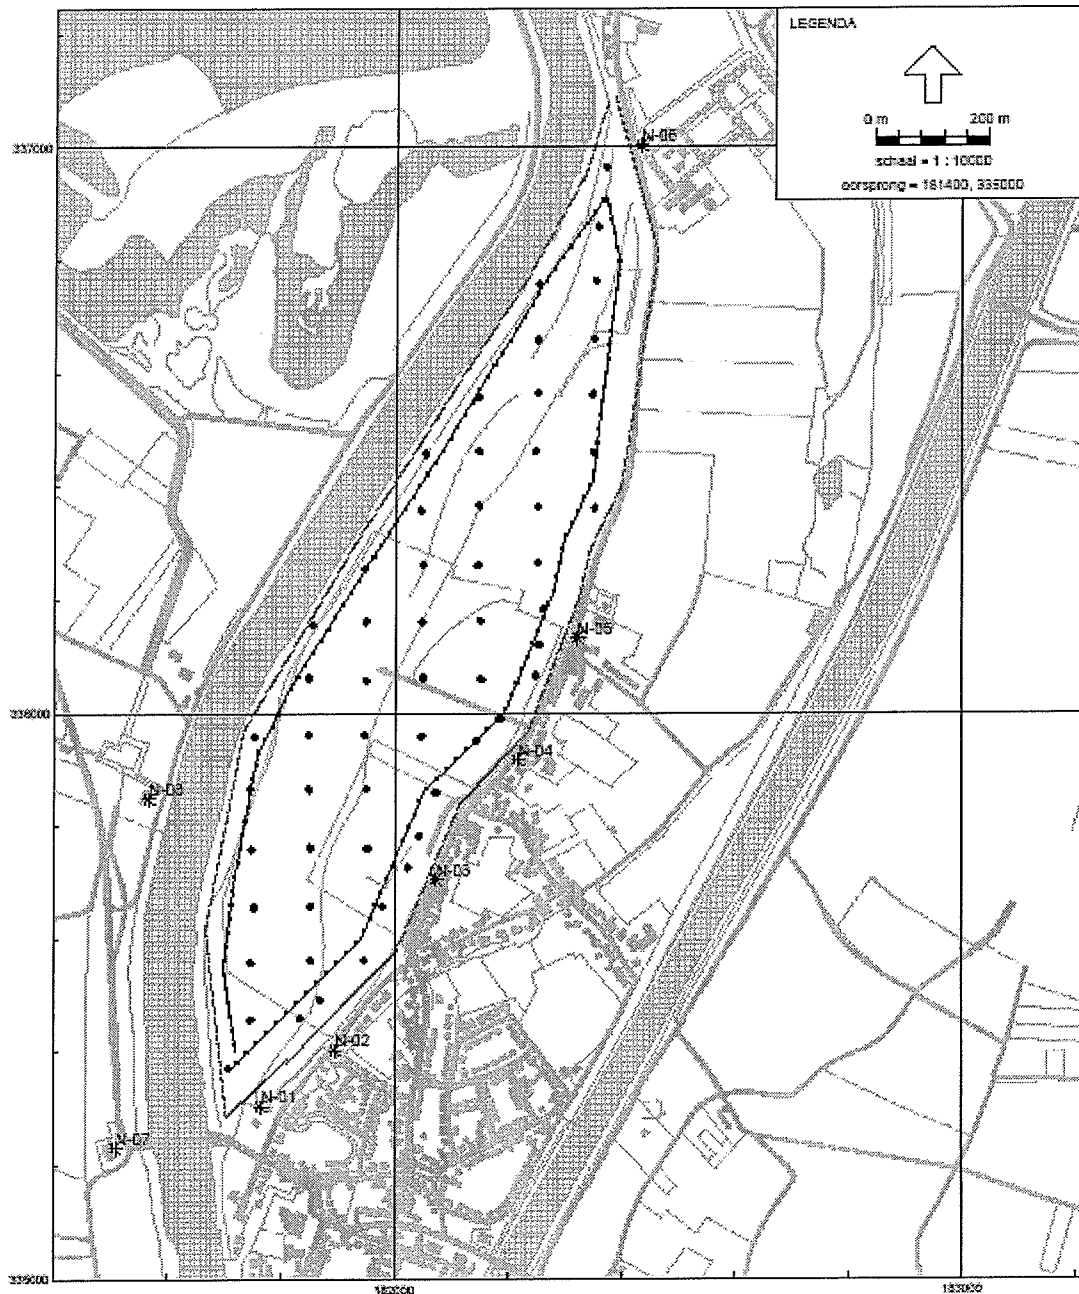 LEGENDA
0 m 200 m
schaal = 1 : 10000
oorsprong = 181400, 335000
N-06
337000
N-05
336000
N-04
N-08
N-03
N-02
N-01
N-07
335000
182000 183000